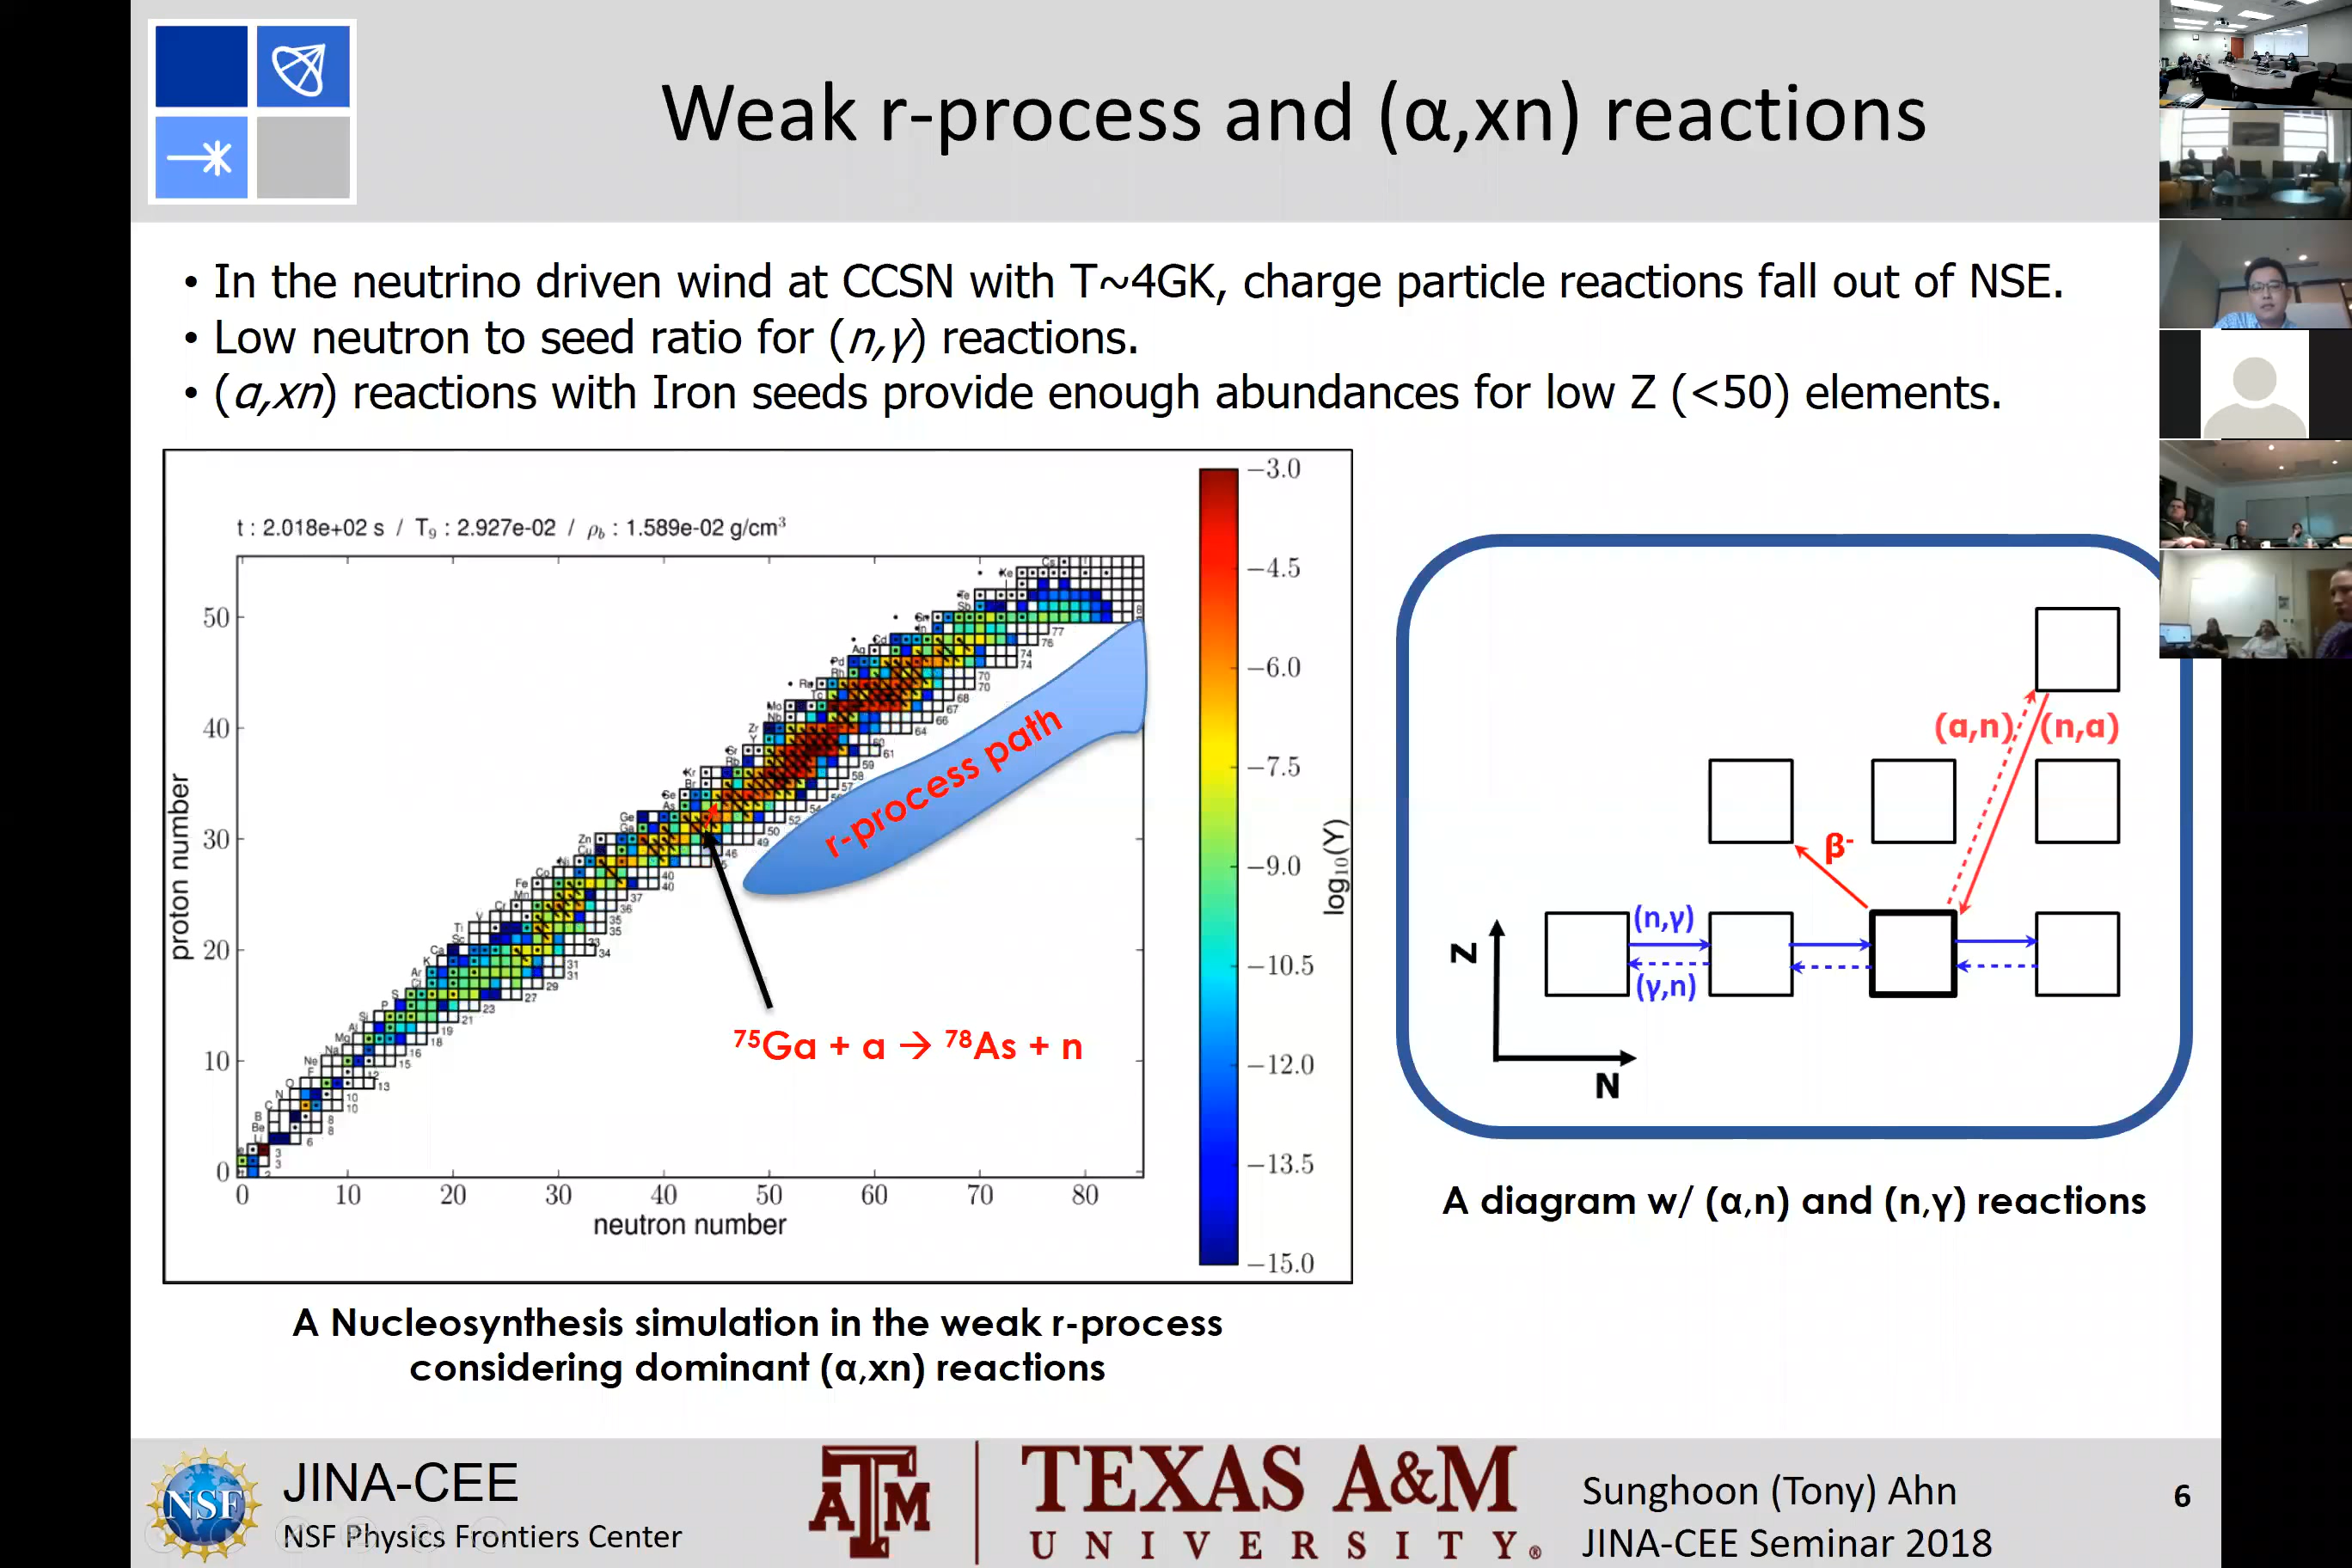 Weak r-process and (α,xn) reactions
• In the neutrino driven wind at CCSN with T~4GK, charge particle reactions fall out of NSE.
• Low neutron to seed ratio for (n,γ) reactions.
• (α,xn) reactions with Iron seeds provide enough abundances for low Z (<50) elements.
t : 2.018e+02 s / T₉ : 2.927e-02 / ρb : 1.589e-02 g/cm³
proton number
50
40
30
20
10
0
0 10 20 30 40 50 60 70 80
neutron number
r-process path
⁷⁵Ga + α → ⁷⁸As + n
−3.0
−4.5
−6.0
−7.5
−9.0
−10.5
−12.0
−13.5
−15.0
log₁₀(Y)
A Nucleosynthesis simulation in the weak r-process
considering dominant (α,xn) reactions
(α,n) (n,α)
β-
(n,γ)
(γ,n)
Z
N
A diagram w/ (α,n) and (n,γ) reactions
NSF
JINA-CEE
NSF Physics Frontiers Center
ATM
TEXAS A&M
UNIVERSITY®
Sunghoon (Tony) Ahn
JINA-CEE Seminar 2018
6